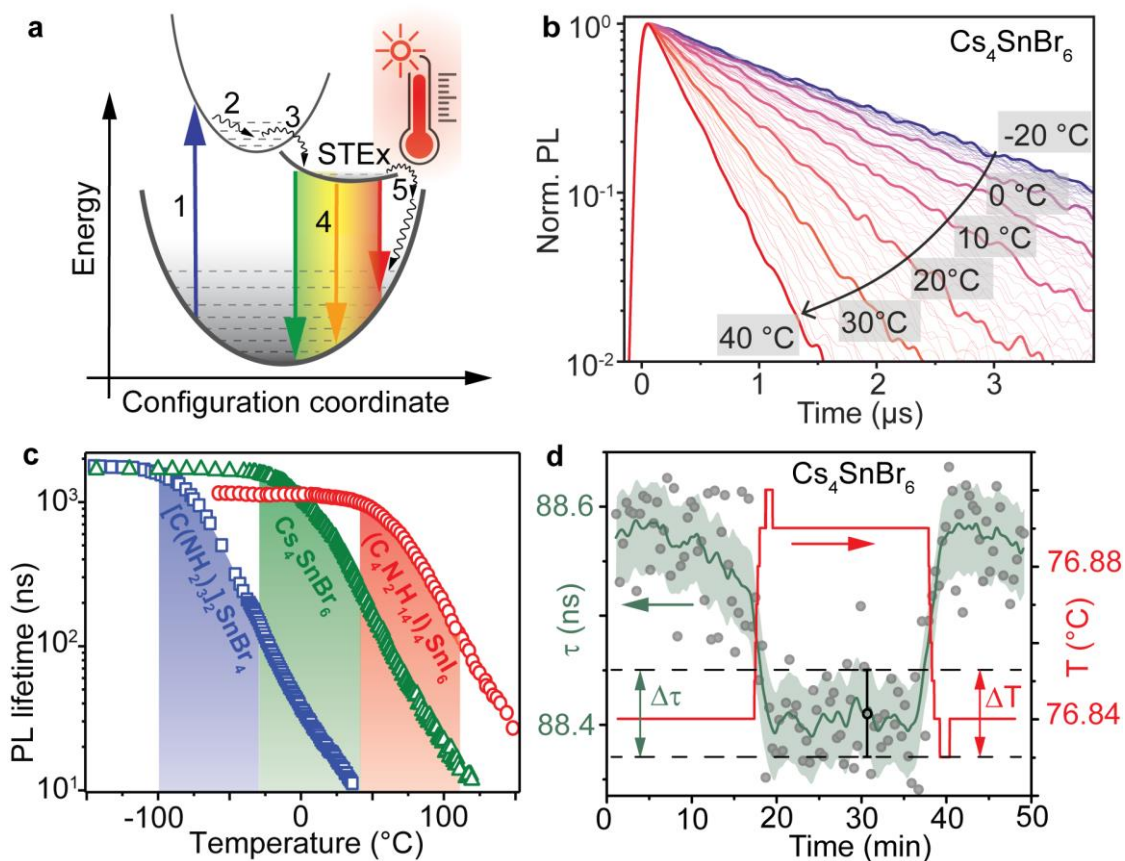 a
Energy
Configuration coordinate
1
2
3
STEx
4
5
b
Cs₄SnBr₆
Norm. PL
10⁰
10⁻¹
10⁻²
-20 °C
0 °C
10 °C
20°C
30°C
40 °C
0
1
2
3
Time (µs)
c
PL lifetime (ns)
10³
10²
10¹
[C(NH₂)₃]₂SnBr₄
Cs₄SnBr₆
(C₄N₂H₁₄I)₄SnI₆
-100
0
100
Temperature (°C)
d
Cs₄SnBr₆
τ (ns)
88.6
88.4
Δτ
ΔT
76.88
76.84
T (°C)
0
10
20
30
40
50
Time (min)